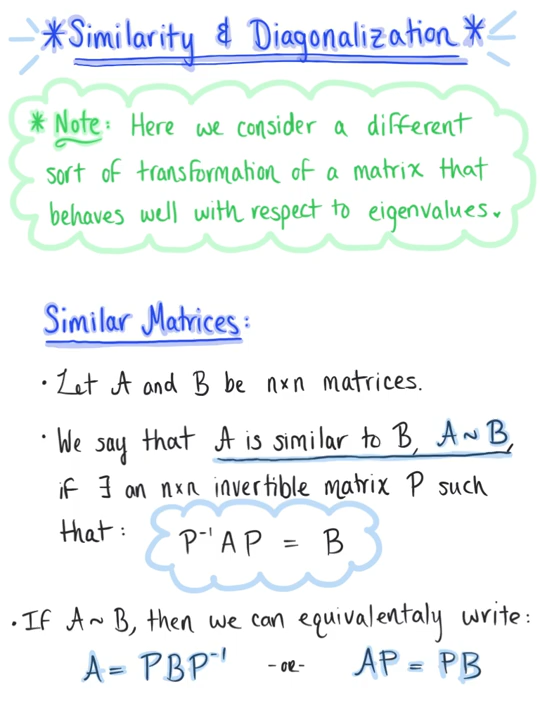 *Similarity & Diagonalization*
* Note: Here we consider a different
sort of transformation of a matrix that
behaves well with respect to eigenvalues.
Similar Matrices:
• Let A and B be n×n matrices.
• We say that A is similar to B, A ~ B,
if ∃ an n×n invertible matrix P such
that:
P⁻¹AP = B
• If A ~ B, then we can equivalentaly write:
A = PBP⁻¹ -or- AP = PB